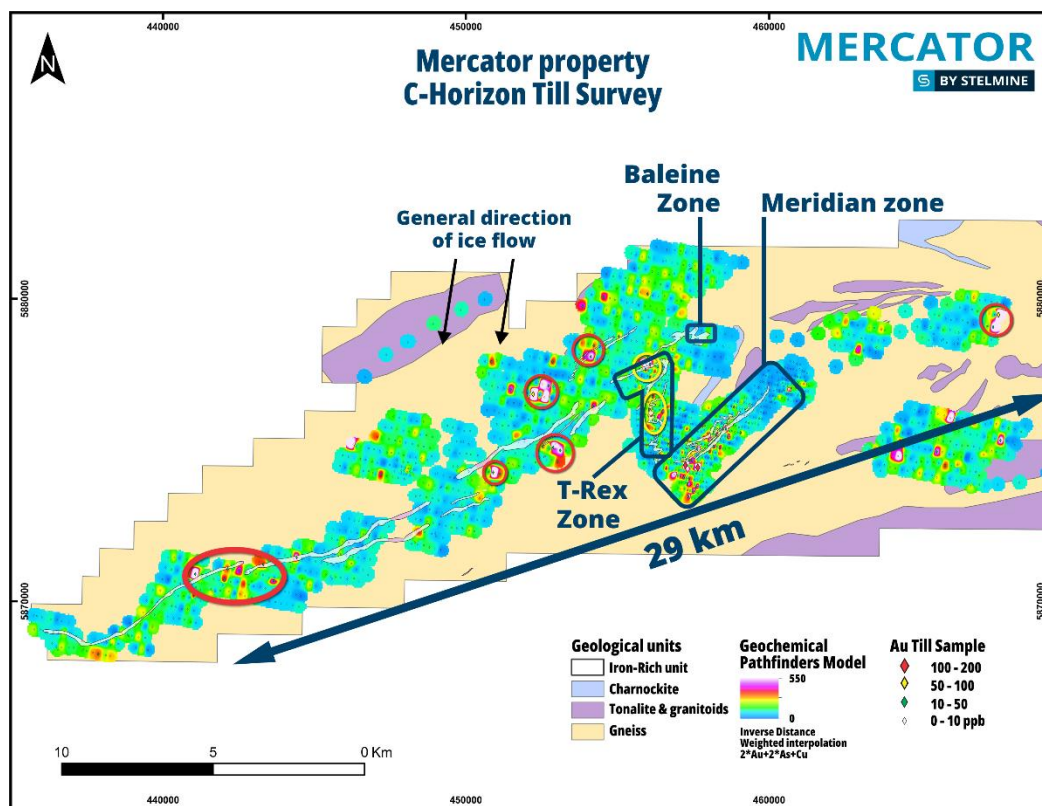 440000
450000
460000
N
Mercator property
C-Horizon Till Survey
MERCATOR
S BY STELMINE
Baleine
Zone
Meridian zone
General direction
of ice flow
5880000
5880000
T-Rex
Zone
29 km
5870000
5870000
Geological units
Iron-Rich unit
Charnockite
Tonalite & granitoids
Gneiss
Geochemical
Pathfinders Model
550
0
Inverse Distance
Weighted interpolation
2*Au+2*As+Cu
Au Till Sample
100 - 200
50 - 100
10 - 50
0 - 10 ppb
10
5
0 Km
440000
450000
460000